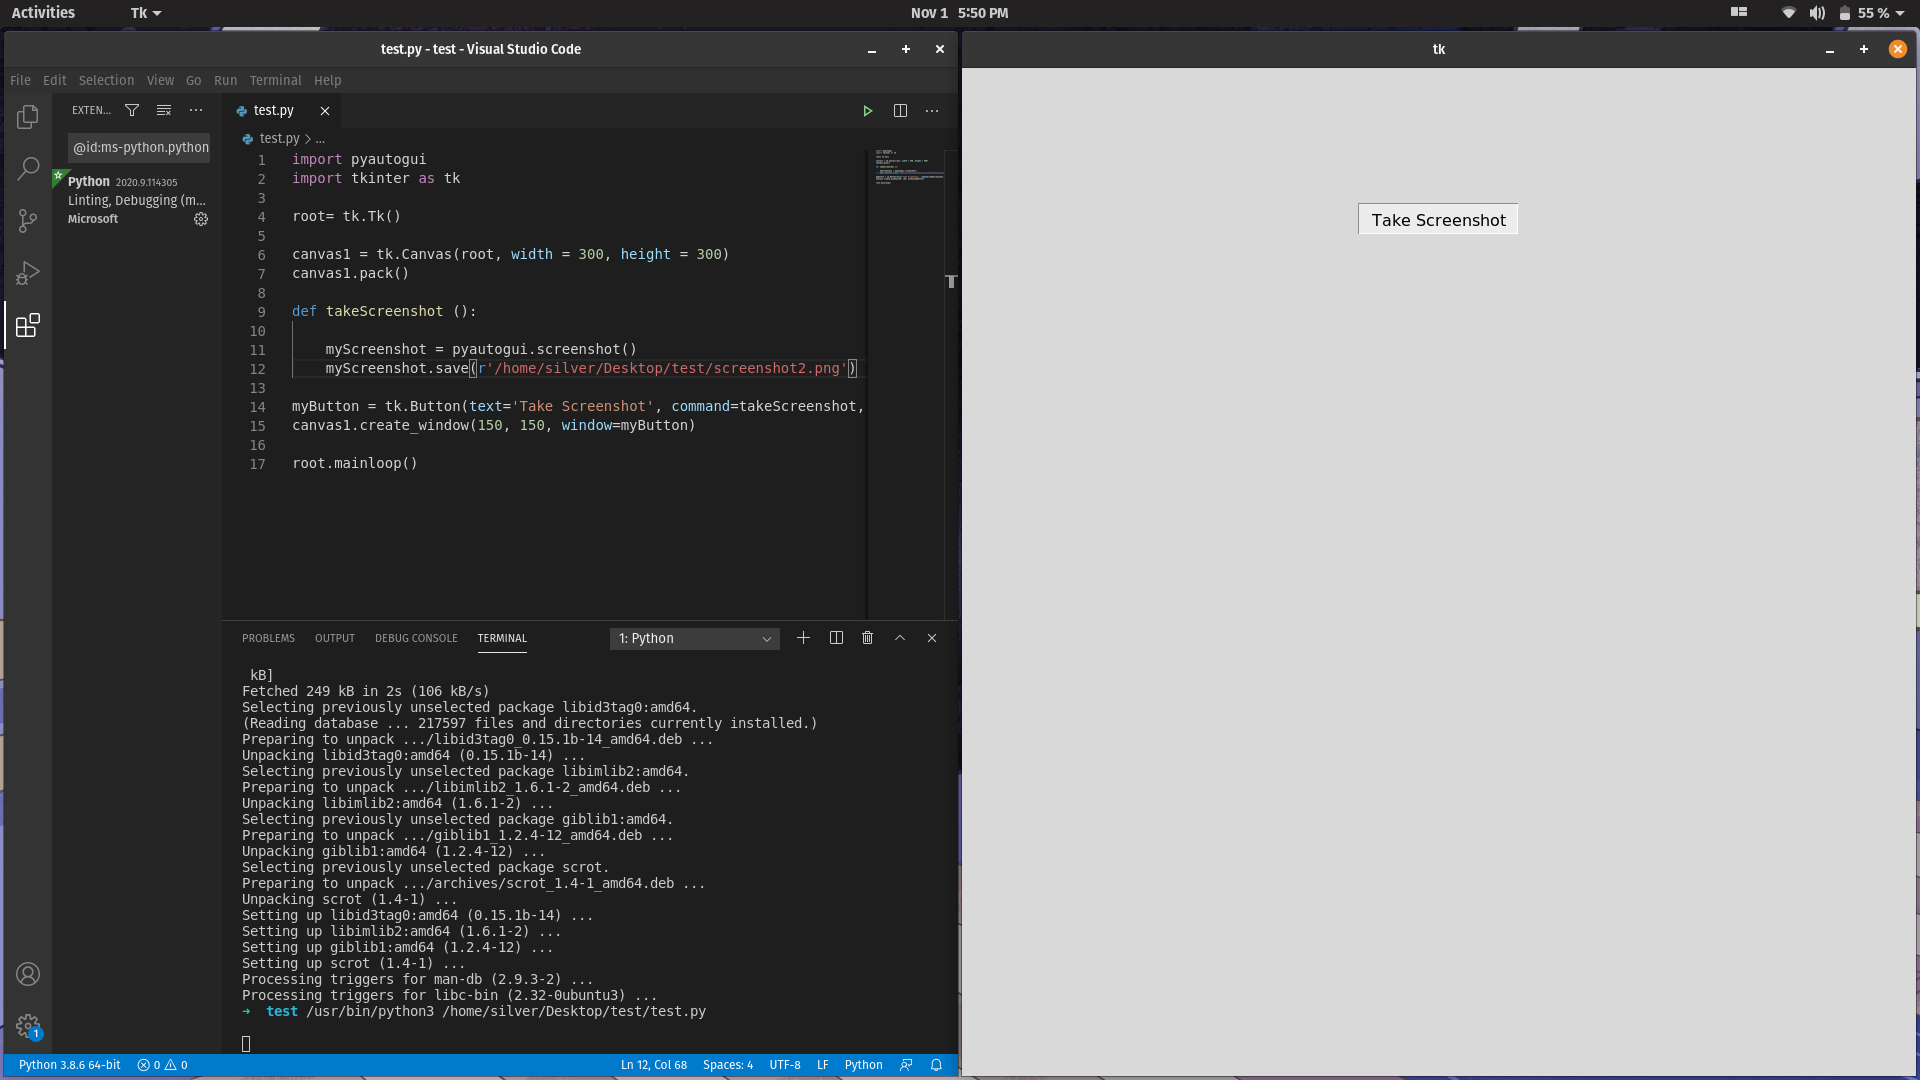 Activities Tk Nov 1 5:50 PM 55 %
test.py - test - Visual Studio Code
File Edit Selection View Go Run Terminal Help
EXTEN... ...
@id:ms-python.python
Python 2020.9.114305
Linting, Debugging (m...
Microsoft
test.py
test.py > ...
1 import pyautogui
2 import tkinter as tk
3
4 root= tk.Tk()
5
6 canvas1 = tk.Canvas(root, width = 300, height = 300)
7 canvas1.pack()
8
9 def takeScreenshot ():
10
11     myScreenshot = pyautogui.screenshot()
12     myScreenshot.save(r'/home/silver/Desktop/test/screenshot2.png')
13
14 myButton = tk.Button(text='Take Screenshot', command=takeScreenshot,
15 canvas1.create_window(150, 150, window=myButton)
16
17 root.mainloop()
PROBLEMS OUTPUT DEBUG CONSOLE TERMINAL 1: Python
kB]
Fetched 249 kB in 2s (106 kB/s)
Selecting previously unselected package libid3tag0:amd64.
(Reading database ... 217597 files and directories currently installed.)
Preparing to unpack .../libid3tag0_0.15.1b-14_amd64.deb ...
Unpacking libid3tag0:amd64 (0.15.1b-14) ...
Selecting previously unselected package libimlib2:amd64.
Preparing to unpack .../libimlib2_1.6.1-2_amd64.deb ...
Unpacking libimlib2:amd64 (1.6.1-2) ...
Selecting previously unselected package giblib1:amd64.
Preparing to unpack .../giblib1_1.2.4-12_amd64.deb ...
Unpacking giblib1:amd64 (1.2.4-12) ...
Selecting previously unselected package scrot.
Preparing to unpack .../archives/scrot_1.4-1_amd64.deb ...
Unpacking scrot (1.4-1) ...
Setting up libid3tag0:amd64 (0.15.1b-14) ...
Setting up libimlib2:amd64 (1.6.1-2) ...
Setting up giblib1:amd64 (1.2.4-12) ...
Setting up scrot (1.4-1) ...
Processing triggers for man-db (2.9.3-2) ...
Processing triggers for libc-bin (2.32-0ubuntu3) ...
➜ test /usr/bin/python3 /home/silver/Desktop/test/test.py
1
Python 3.8.6 64-bit 0 0 Ln 12, Col 68 Spaces: 4 UTF-8 LF Python
tk
Take Screenshot